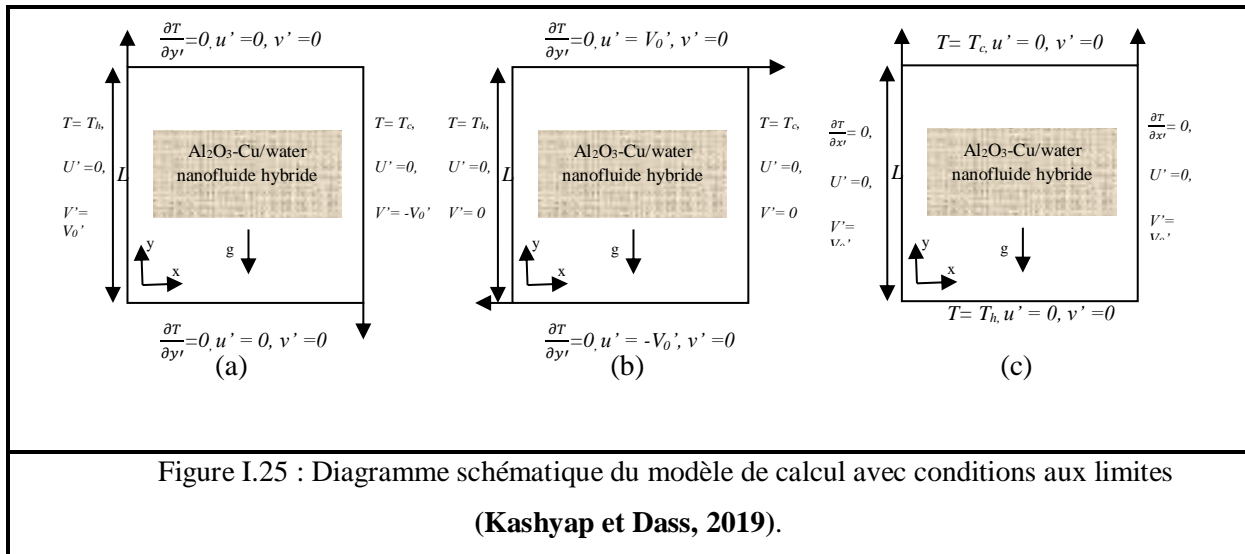 ∂T/∂y'=0, u' =0, v' =0
T= Th,
U' =0,
V'=
V0'
L
Al2O3-Cu/water
nanofluide hybride
g
y
x
T= Tc,
U' =0,
V'= -V0'
∂T/∂y'=0, u' = 0, v' =0
(a)
∂T/∂y'=0, u' = V0', v' =0
T= Th,
U' =0,
V'= 0
L
Al2O3-Cu/water
nanofluide hybride
g
y
x
T= Tc,
U' =0,
V'= 0
∂T/∂y'=0, u' = -V0', v' =0
(b)
T= Tc, u' = 0, v' =0
∂T/∂x'= 0,
U' =0,
V'=
L
Al2O3-Cu/water
nanofluide hybride
g
y
x
∂T/∂x'= 0,
U' =0,
V'=
T= Th, u' = 0, v' =0
(c)
Figure I.25 : Diagramme schématique du modèle de calcul avec conditions aux limites
(Kashyap et Dass, 2019).